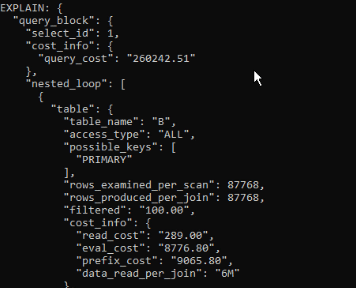 EXPLAIN: {
  "query_block": {
    "select_id": 1,
    "cost_info": {
      "query_cost": "260242.51"
    },
    "nested_loop": [
      {
        "table": {
          "table_name": "B",
          "access_type": "ALL",
          "possible_keys": [
            "PRIMARY"
          ],
          "rows_examined_per_scan": 87768,
          "rows_produced_per_join": 87768,
          "filtered": "100.00",
          "cost_info": {
            "read_cost": "289.00",
            "eval_cost": "8776.80",
            "prefix_cost": "9065.80",
            "data_read_per_join": "6M"
          }